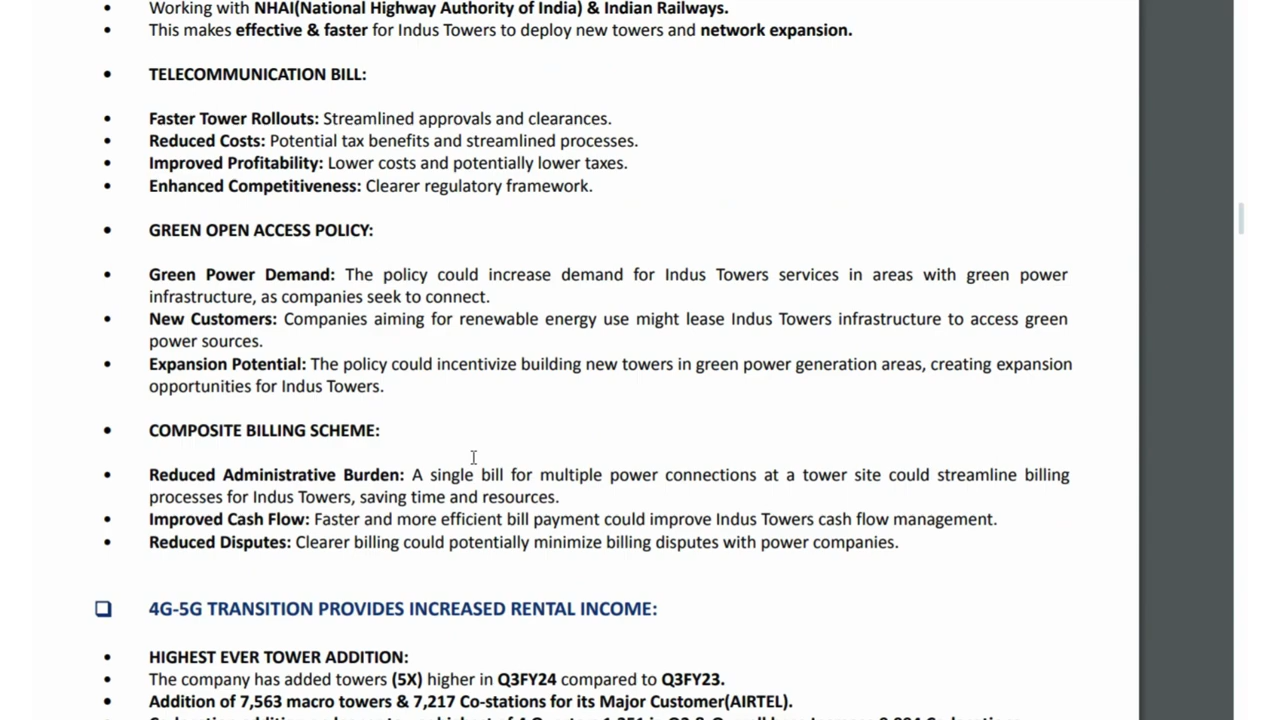 • Working with NHAI(National Highway Authority of India) & Indian Railways.
• This makes effective & faster for Indus Towers to deploy new towers and network expansion.
• TELECOMMUNICATION BILL:
• Faster Tower Rollouts: Streamlined approvals and clearances.
• Reduced Costs: Potential tax benefits and streamlined processes.
• Improved Profitability: Lower costs and potentially lower taxes.
• Enhanced Competitiveness: Clearer regulatory framework.
• GREEN OPEN ACCESS POLICY:
• Green Power Demand: The policy could increase demand for Indus Towers services in areas with green power
infrastructure, as companies seek to connect.
• New Customers: Companies aiming for renewable energy use might lease Indus Towers infrastructure to access green
power sources.
• Expansion Potential: The policy could incentivize building new towers in green power generation areas, creating expansion
opportunities for Indus Towers.
• COMPOSITE BILLING SCHEME:
• Reduced Administrative Burden: A single bill for multiple power connections at a tower site could streamline billing
processes for Indus Towers, saving time and resources.
• Improved Cash Flow: Faster and more efficient bill payment could improve Indus Towers cash flow management.
• Reduced Disputes: Clearer billing could potentially minimize billing disputes with power companies.
❑ 4G-5G TRANSITION PROVIDES INCREASED RENTAL INCOME:
• HIGHEST EVER TOWER ADDITION:
• The company has added towers (5X) higher in Q3FY24 compared to Q3FY23.
• Addition of 7,563 macro towers & 7,217 Co-stations for its Major Customer(AIRTEL).